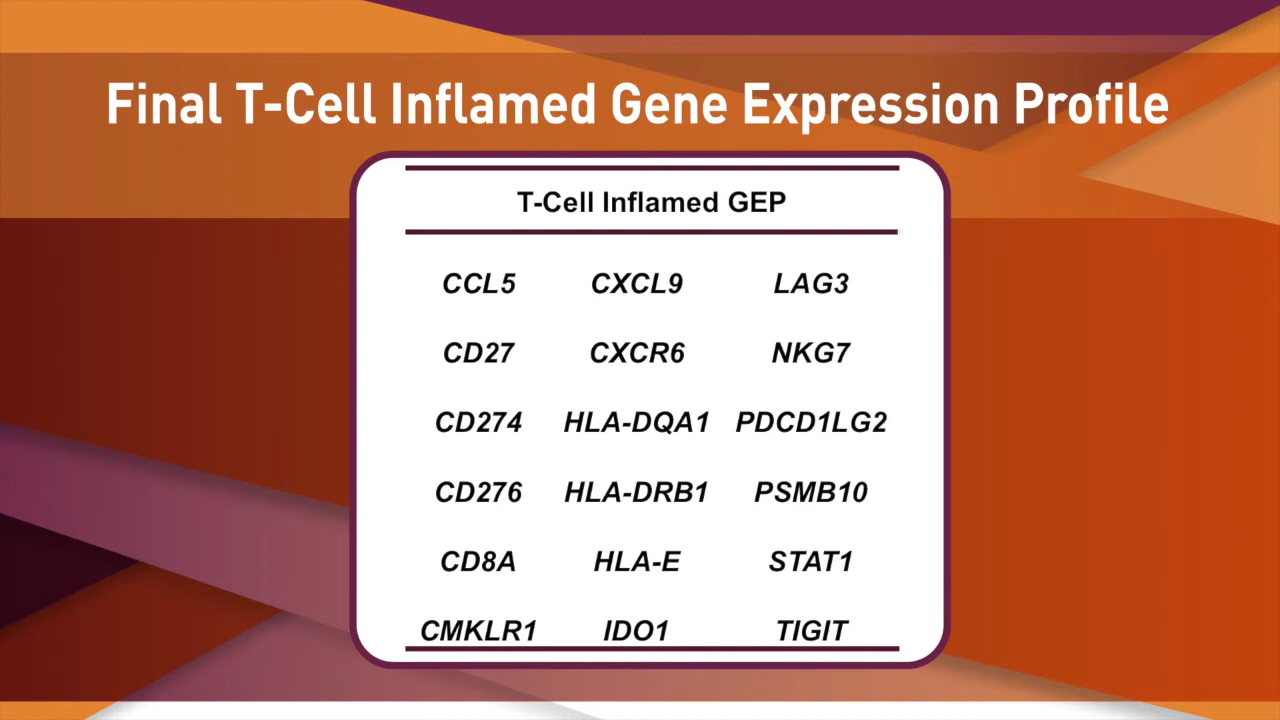 Final T-Cell Inflamed Gene Expression Profile
T-Cell Inflamed GEP
CCL5 CXCL9 LAG3
CD27 CXCR6 NKG7
CD274 HLA-DQA1 PDCD1LG2
CD276 HLA-DRB1 PSMB10
CD8A HLA-E STAT1
CMKLR1 IDO1 TIGIT